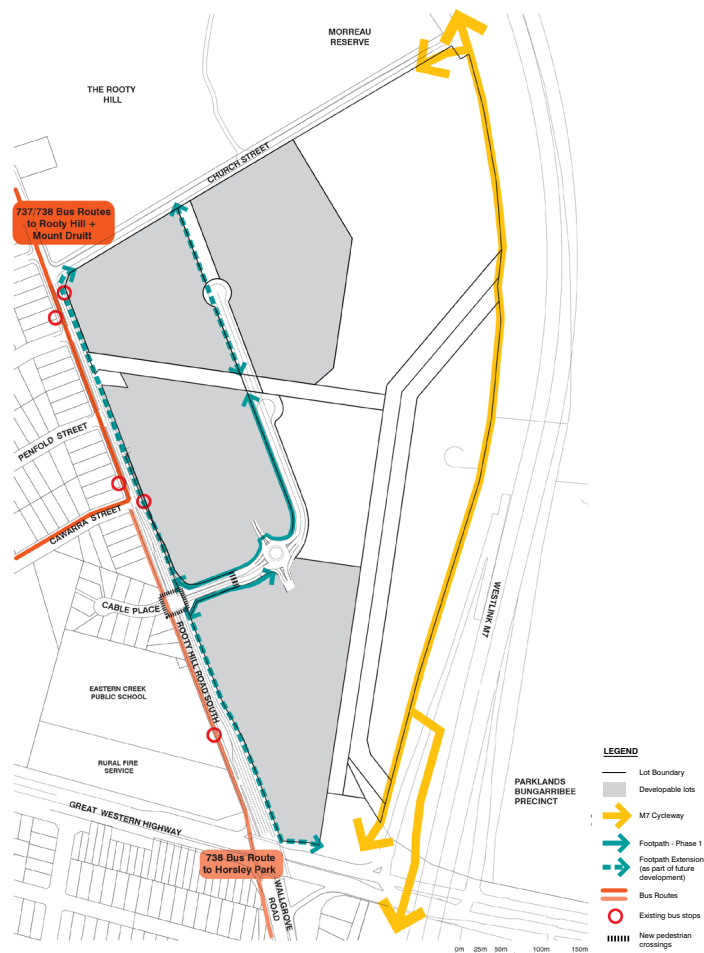 MORREAU
RESERVE
THE ROOTY
HILL
CHURCH STREET
737/738 Bus Routes
to Rooty Hill +
Mount Druitt
PENFOLD STREET
CAWARRA STREET
CABLE PLACE
ROOTY HILL ROAD SOUTH
WESTLINK M7
EASTERN CREEK
PUBLIC SCHOOL
RURAL FIRE
SERVICE
GREAT WESTERN HIGHWAY
PARKLANDS
BUNGARRIBEE
PRECINCT
738 Bus Route
to Horsley Park
WALLGROVE
ROAD
LEGEND
Lot Boundary
Developable lots
M7 Cycleway
Footpath - Phase 1
Footpath Extension
(as part of future
development)
Bus Routes
Existing bus stops
New pedestrian
crossings
0m 25m 50m 100m 150m